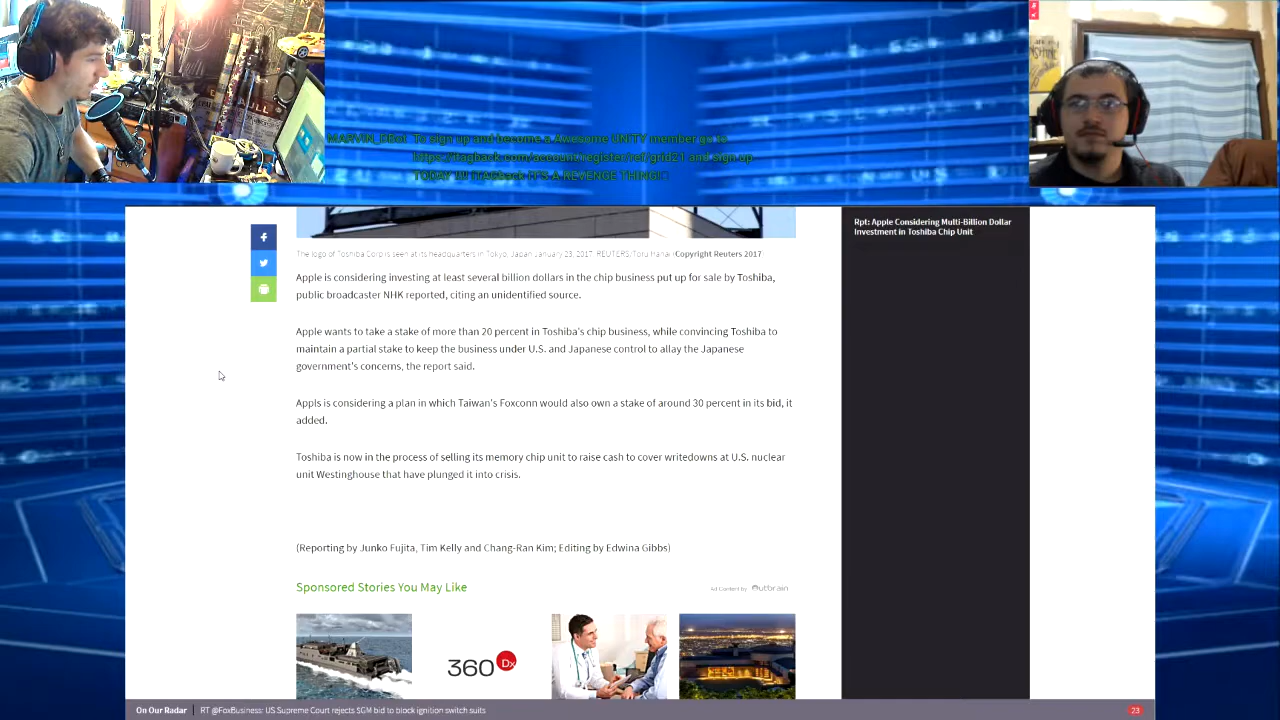 MARVIN_DBot To sign up and become a Awesome UNITY member go to
https://itagback.com/account/register/ref/grid21 and sign up
TODAY !!! iTAGback IT'S A REVENGE THING!
Rpt: Apple Considering Multi-Billion Dollar
Investment in Toshiba Chip Unit
The logo of Toshiba Corp is seen at its headquarters in Tokyo, Japan January 23, 2017. REUTERS/Toru Hanai (Copyright Reuters 2017)
Apple is considering investing at least several billion dollars in the chip business put up for sale by Toshiba,
public broadcaster NHK reported, citing an unidentified source.
Apple wants to take a stake of more than 20 percent in Toshiba's chip business, while convincing Toshiba to
maintain a partial stake to keep the business under U.S. and Japanese control to allay the Japanese
government's concerns, the report said.
Appls is considering a plan in which Taiwan's Foxconn would also own a stake of around 30 percent in its bid, it
added.
Toshiba is now in the process of selling its memory chip unit to raise cash to cover writedowns at U.S. nuclear
unit Westinghouse that have plunged it into crisis.
(Reporting by Junko Fujita, Tim Kelly and Chang-Ran Kim; Editing by Edwina Gibbs)
Sponsored Stories You May Like
Ad Content by Outbrain
360 Dx
On Our Radar RT @FoxBusiness: US Supreme Court rejects $GM bid to block ignition switch suits
23